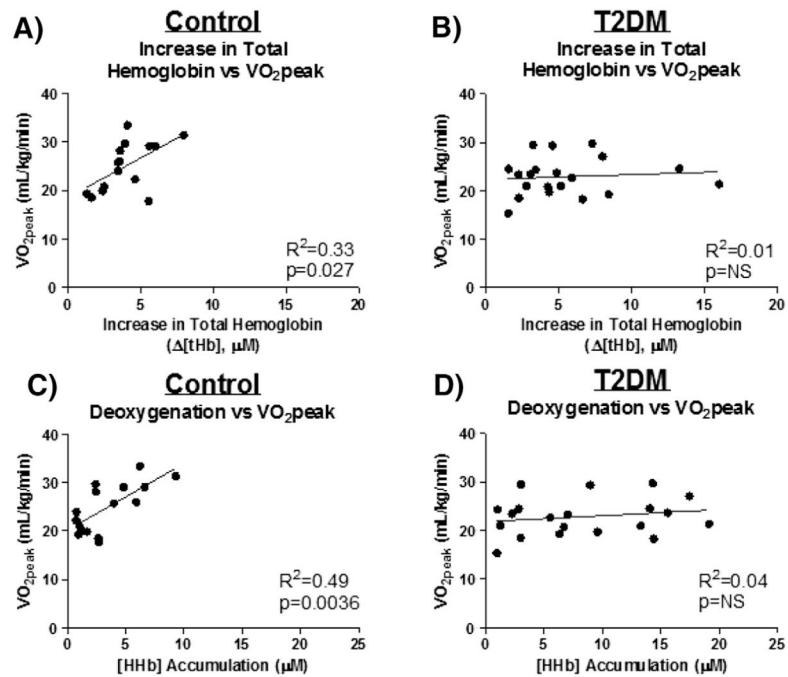 A)
Control
Increase in Total
Hemoglobin vs VO2peak
40
30
20
10
0
VO2peak (mL/kg/min)
R2=0.33
p=0.027
0 5 10 15 20
Increase in Total Hemoglobin
(Δ[tHb], μM)
B)
T2DM
Increase in Total
Hemoglobin vs VO2peak
40
30
20
10
0
VO2peak (mL/kg/min)
R2=0.01
p=NS
0 5 10 15 20
Increase in Total Hemoglobin
(Δ[tHb], μM)
C)
Control
Deoxygenation vs VO2peak
40
30
20
10
0
VO2peak (mL/kg/min)
R2=0.49
p=0.0036
0 5 10 15 20 25
[HHb] Accumulation (μM)
D)
T2DM
Deoxygenation vs VO2peak
40
30
20
10
0
VO2peak (mL/kg/min)
R2=0.04
p=NS
0 5 10 15 20 25
[HHb] Accumulation (μM)